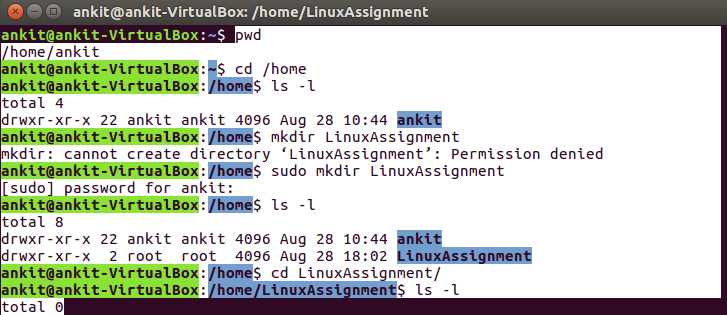 ankit@ankit-VirtualBox: /home/LinuxAssignment
ankit@ankit-VirtualBox:~$ pwd
/home/ankit
ankit@ankit-VirtualBox:~$ cd /home
ankit@ankit-VirtualBox:/home$ ls -l
total 4
drwxr-xr-x 22 ankit ankit 4096 Aug 28 10:44 ankit
ankit@ankit-VirtualBox:/home$ mkdir LinuxAssignment
mkdir: cannot create directory ‘LinuxAssignment’: Permission denied
ankit@ankit-VirtualBox:/home$ sudo mkdir LinuxAssignment
[sudo] password for ankit:
ankit@ankit-VirtualBox:/home$ ls -l
total 8
drwxr-xr-x 22 ankit ankit 4096 Aug 28 10:44 ankit
drwxr-xr-x  2 root  root  4096 Aug 28 18:02 LinuxAssignment
ankit@ankit-VirtualBox:/home$ cd LinuxAssignment/
ankit@ankit-VirtualBox:/home/LinuxAssignment$ ls -l
total 0